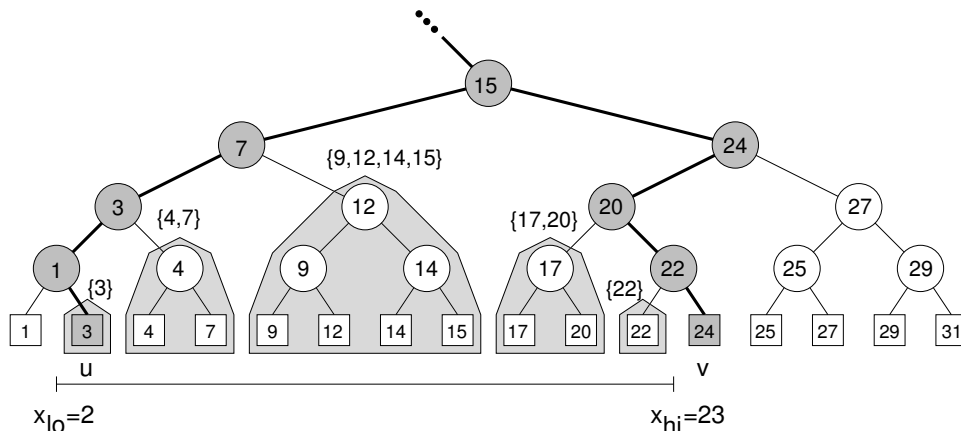 15
7 24
{9,12,14,15}
3 {4,7} 12 {17,20} 20 27
1 {3} 4 9 14 17 {22} 22 25 29
1 3 4 7 9 12 14 15 17 20 22 24 25 27 29 31
u v
x_lo=2 x_hi=23